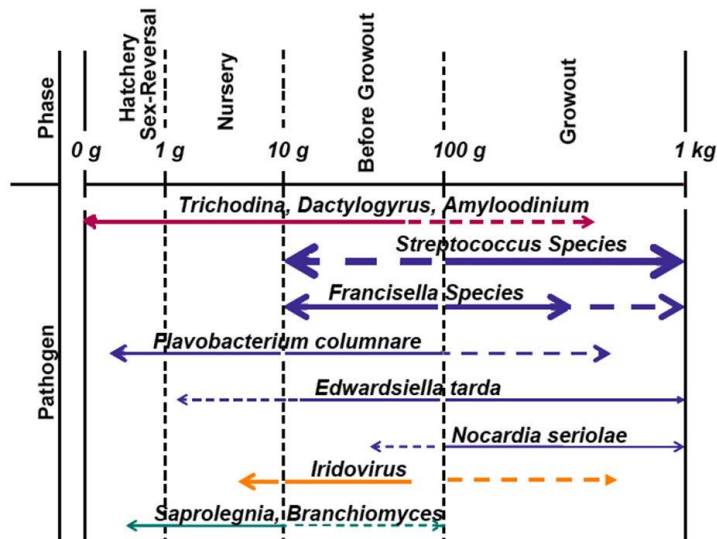 Phase
Hatchery
Sex-Reversal
Nursery
Before Growout
Growout
0 g
1 g
10 g
100 g
1 kg
Pathogen
Trichodina, Dactylogyrus, Amyloodinium
Streptococcus Species
Francisella Species
Flavobacterium columnare
Edwardsiella tarda
Nocardia seriolae
Iridovirus
Saprolegnia, Branchiomyces